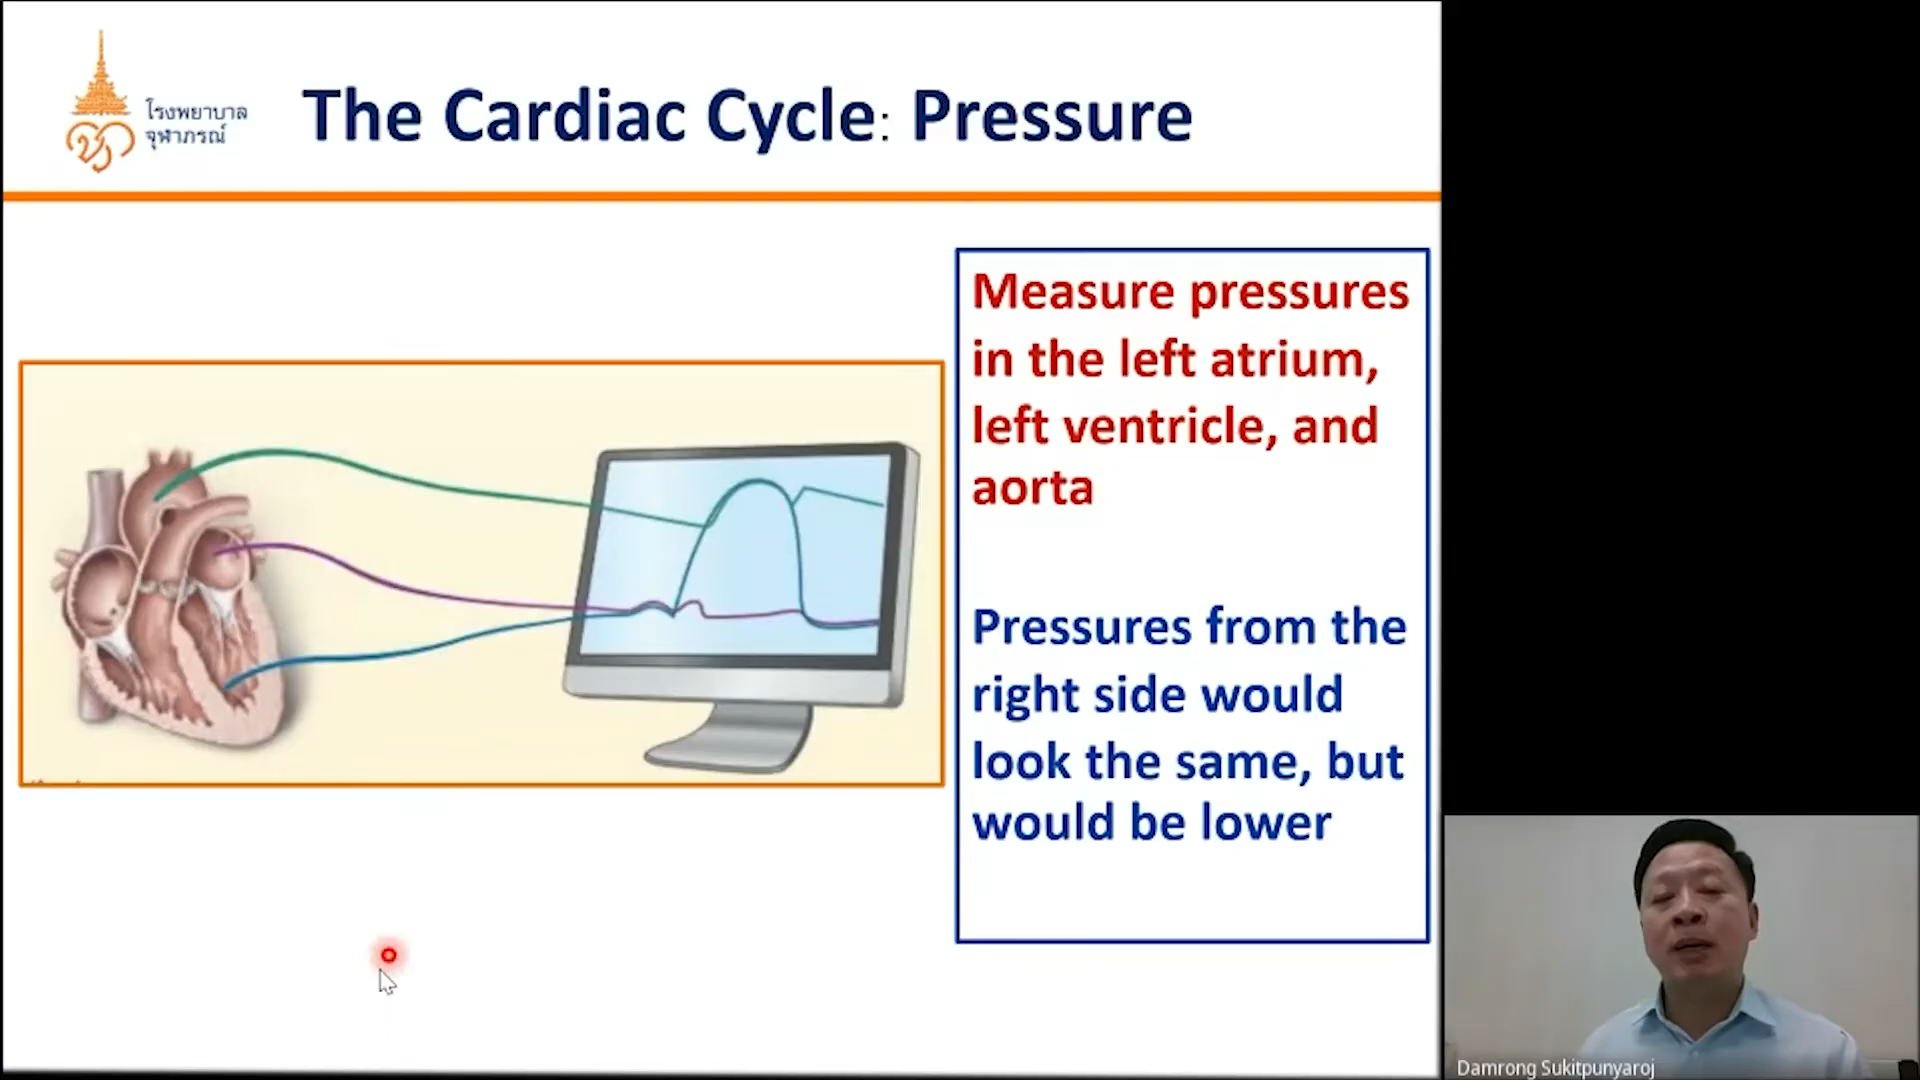 โรงพยาบาล
จุฬาภรณ์
The Cardiac Cycle: Pressure
Measure pressures
in the left atrium,
left ventricle, and
aorta
Pressures from the
right side would
look the same, but
would be lower
Damrong Sukitpunyaroj